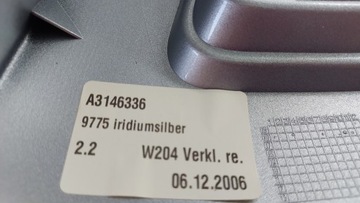 A3146336
9775 iridiumsilber
2.2 W204 Verkl. re.
06.12.2006